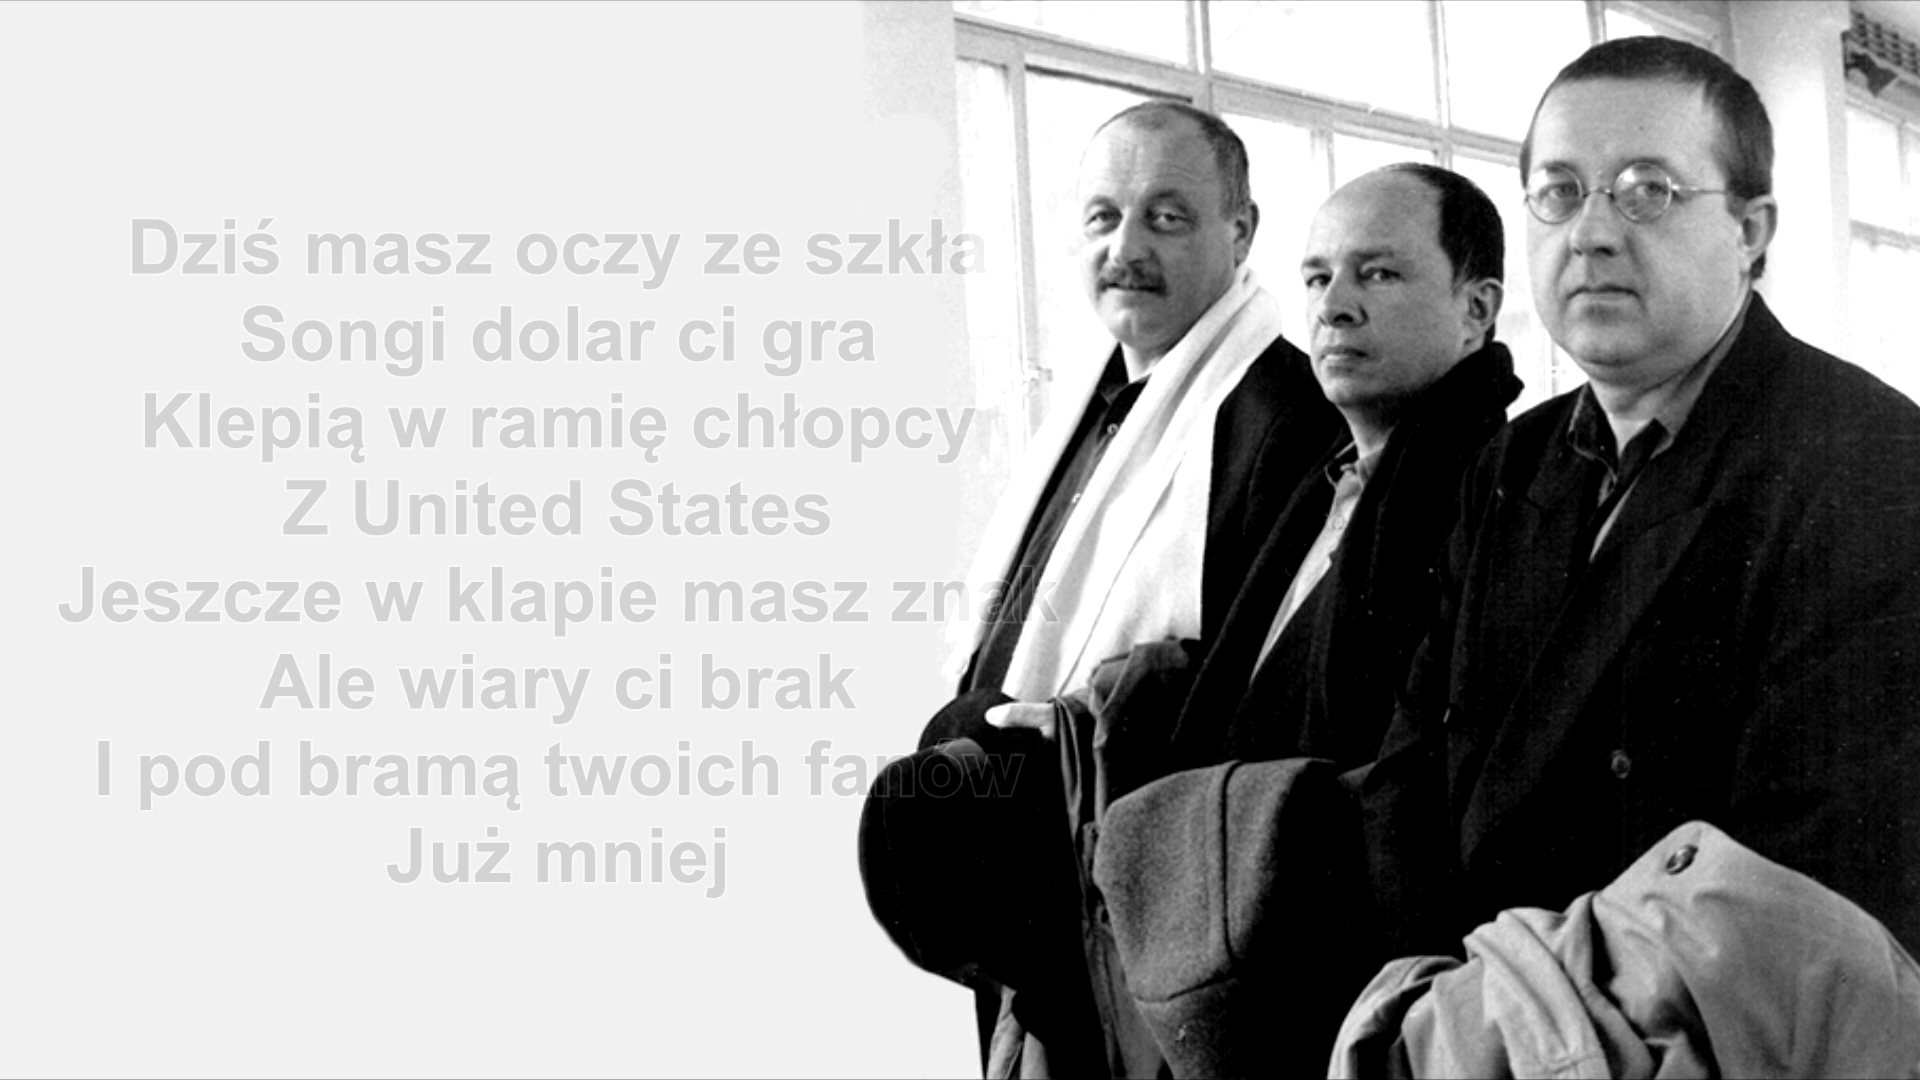 Dziś masz oczy ze szkła
Songi dolar ci gra
Klepią w ramię chłopcy
Z United States
Jeszcze w klapie masz znak
Ale wiary ci brak
I pod bramą twoich fanów
Już mniej